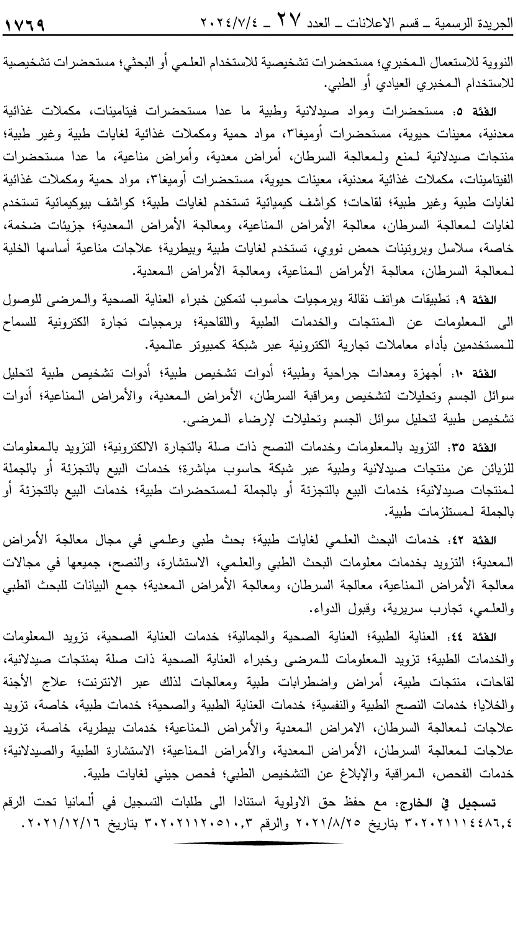 الجريدة الرسمية – قسم الاعلانات – العدد ٢٧ – ٢٠٢٤/٧/٤ ١٧٦٩
النووية للاستعمال المخبري؛ مستحضرات تشخيصية للاستخدام العلمي أو البحثي؛ مستحضرات تشخيصية
للاستخدام المخبري العيادي أو الطبي.
الفئة ٥: مستحضرات ومواد صيدلانية وطبية ما عدا مستحضرات فيتامينات، مكملات غذائية
معدنية، معينات حيوية، مستحضرات أوميغا٣، مواد حمية ومكملات غذائية لغايات طبية وغير طبية؛
منتجات صيدلانية لمنع ولمعالجة السرطان، أمراض معدية، وأمراض مناعية، ما عدا مستحضرات
الفيتامينات، مكملات غذائية معدنية، معينات حيوية، مستحضرات أوميغا٣، مواد حمية ومكملات غذائية
لغايات طبية وغير طبية؛ لقاحات؛ كواشف كيميائية تستخدم لغايات طبية؛ كواشف بيوكيمائية تستخدم
لغايات لمعالجة السرطان، معالجة الأمراض المناعية، ومعالجة الأمراض المعدية؛ جزيئات ضخمة،
خاصة، سلاسل وبروتينات حمض نووي، تستخدم لغايات طبية وبيطرية؛ علاجات مناعية أساسها الخلية
لمعالجة السرطان، معالجة الأمراض المناعية، ومعالجة الأمراض المعدية.
الفئة ٩: تطبيقات هواتف نقالة وبرمجيات حاسوب لتمكين خبراء العناية الصحية والمرضى للوصول
الى المعلومات عن المنتجات والخدمات الطبية واللقاحية؛ برمجيات تجارة الكترونية للسماح
للمستخدمين بأداء معاملات تجارية الكترونية عبر شبكة كمبيوتر عالمية.
الفئة ١٠: أجهزة ومعدات جراحية وطبية؛ أدوات تشخيص طبية؛ أدوات تشخيص طبية لتحليل
سوائل الجسم وتحليلات لتشخيص ومراقبة السرطان، الأمراض المعدية، والأمراض المناعية؛ أدوات
تشخيص طبية لتحليل سوائل الجسم وتحليلات لإرضاء المرضى.
الفئة ٣٥: التزويد بالمعلومات وخدمات النصح ذات صلة بالتجارة الالكترونية؛ التزويد بالمعلومات
للزبائن عن منتجات صيدلانية وطبية عبر شبكة حاسوب مباشرة؛ خدمات البيع بالتجزئة أو بالجملة
لمنتجات صيدلانية؛ خدمات البيع بالتجزئة أو بالجملة لمستحضرات طبية؛ خدمات البيع بالتجزئة أو
بالجملة لمستلزمات طبية.
الفئة ٤٢: خدمات البحث العلمي لغايات طبية؛ بحث طبي وعلمي في مجال معالجة الأمراض
المعدية؛ التزويد بخدمات معلومات البحث الطبي والعلمي، الاستشارة، والنصح، جميعها في مجالات
معالجة الأمراض المناعية، معالجة السرطان، ومعالجة الأمراض المعدية؛ جمع البيانات للبحث الطبي
والعلمي، تجارب سريرية، وقبول الدواء.
الفئة ٤٤: العناية الطبية؛ العناية الصحية والجمالية؛ خدمات العناية الصحية، تزويد المعلومات
والخدمات الطبية؛ تزويد المعلومات للمرضى وخبراء العناية الصحية ذات صلة بمنتجات صيدلانية،
لقاحات، منتجات طبية، أمراض واضطرابات طبية ومعالجات لذلك عبر الانترنت؛ علاج الأجنة
والخلايا؛ خدمات النصح الطبية والنفسية؛ خدمات العناية الطبية والصحية؛ خدمات طبية، خاصة، تزويد
علاجات لمعالجة السرطان، الامراض المعدية والأمراض المناعية؛ خدمات بيطرية، خاصة، تزويد
علاجات لمعالجة السرطان، الأمراض المعدية، والأمراض المناعية؛ الاستشارة الطبية والصيدلانية؛
خدمات الفحص، المراقبة والإبلاغ عن التشخيص الطبي؛ فحص جيني لغايات طبية.
تسجيل في الخارج: مع حفظ حق الاولوية استنادا الى طلبات التسجيل في ألمانيا تحت الرقم
٣٠٢٠٢١١١٤٤٨٦,٤ بتاريخ ٢٠٢١/٨/٢٥ والرقم ٣٠٢٠٢١١٢٠٥١٠,٣ بتاريخ ٢٠٢١/١٢/١٦.